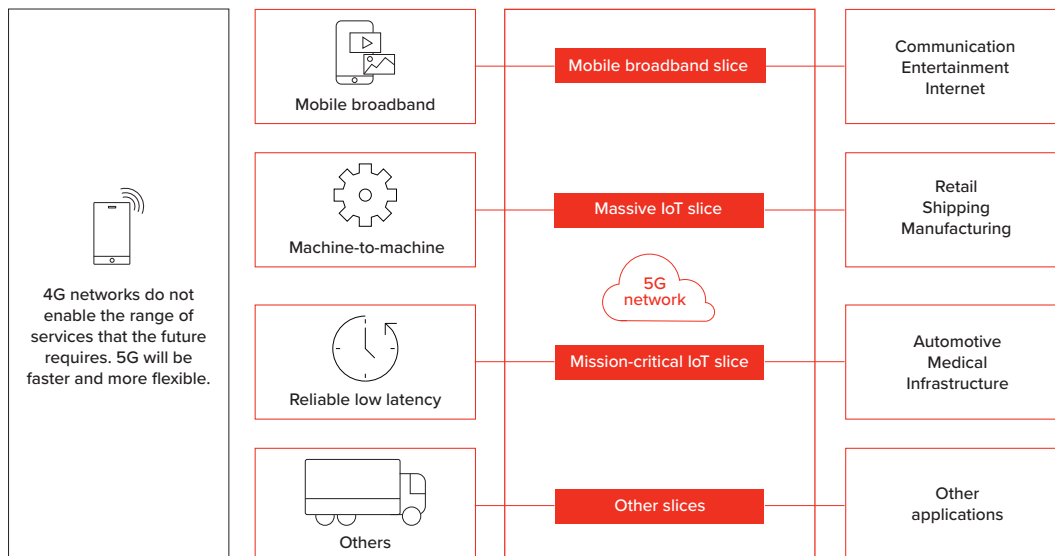 4G networks do not
enable the range of
services that the future
requires. 5G will be
faster and more flexible.
Mobile broadband
Mobile broadband slice
Communication
Entertainment
Internet
Machine-to-machine
Massive IoT slice
Retail
Shipping
Manufacturing
5G
network
Reliable low latency
Mission-critical IoT slice
Automotive
Medical
Infrastructure
Others
Other slices
Other
applications